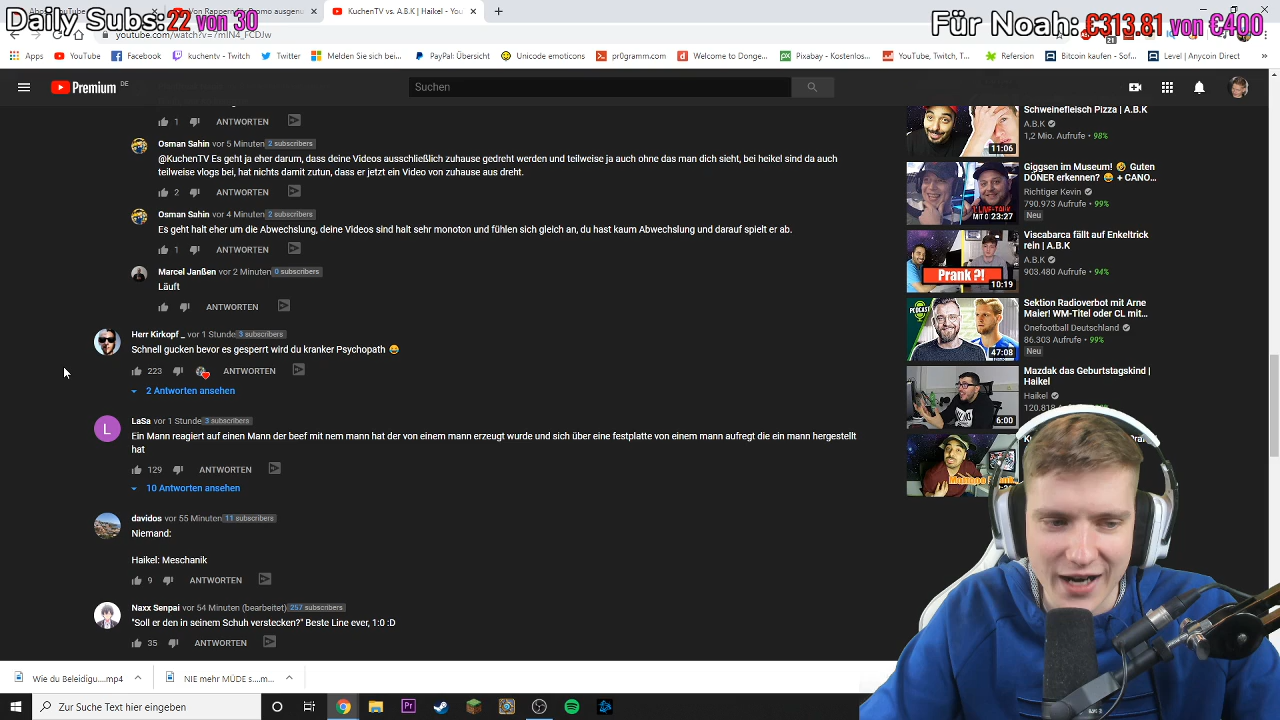 Daily Subs: 22 von 30
Für Noah: €313.81 von €400
KuchenTV vs. A.B.K | Haikel - You
Apps YouTube Facebook kuchentv - Twitch Twitter Melden Sie sich bei... PayPal Übersicht Unicode emoticons pr0gramm.com Welcome to Donge... Pixabay - Kostenlos... YouTube, Twitch, T... Refersion Bitcoin kaufen - Sof... Level | Anycoin Direct
Premium DE
Suchen
1 ANTWORTEN
Osman Sahin vor 5 Minuten 2 subscribers
@KuchenTV Es geht ja eher darum, dass deine Videos ausschließlich zuhause gedreht werden und teilweise ja auch ohne das man dich sieht, bei heikel sind da auch
teilweise vlogs bei, hat nichts damit zutun, dass er jetzt ein Video von zuhause aus dreht.
2 ANTWORTEN
Osman Sahin vor 4 Minuten 2 subscribers
Es geht halt eher um die Abwechslung, deine Videos sind halt sehr monoton und fühlen sich immer gleich an, du hast kaum Abwechslung und darauf spielt er ab.
1 ANTWORTEN
Marcel Janßen vor 2 Minuten 0 subscribers
Läuft
ANTWORTEN
Herr Kirkopf _ vor 1 Stunde 3 subscribers
Schnell gucken bevor es gesperrt wird du kranker Psychopath 😂
223 ANTWORTEN
2 Antworten ansehen
LaSa vor 1 Stunde 3 subscribers
Ein Mann reagiert auf einen Mann der beef mit nem mann hat der von einem mann erzeugt wurde und sich über eine festplatte von einem mann aufregt die ein mann hergestellt
hat
129 ANTWORTEN
10 Antworten ansehen
davidos vor 55 Minuten 11 subscribers
Niemand:
Haikel: Meschanik
9 ANTWORTEN
Naxx Senpai vor 54 Minuten (bearbeitet) 257 subscribers
"Soll er den in seinem Schuh verstecken?" Beste Line ever, 1:0 :D
35 ANTWORTEN
Schweinefleisch Pizza | A.B.K
A.B.K
1,2 Mio. Aufrufe • 98%
11:06
Giggsen im Museum! 🤣 Guten
DÖNER erkennen? 😂 + CANO...
Richtiger Kevin
790.973 Aufrufe • 99%
Neu
23:27
Viscabarca fällt auf Enkeltrick
rein | A.B.K
A.B.K
903.480 Aufrufe • 94%
Prank ?!
10:19
Sektion Radioverbot mit Arne
Maier! WM-Titel oder CL mit...
Onefootball Deutschland
86.303 Aufrufe • 99%
Neu
47:08
Mazdak das Geburtstagskind |
Haikel
Haikel
120.818
6:00
Wie du Beleidigu....mp4
NIE mehr MÜDE s....m...
Zur Suche Text hier eingeben